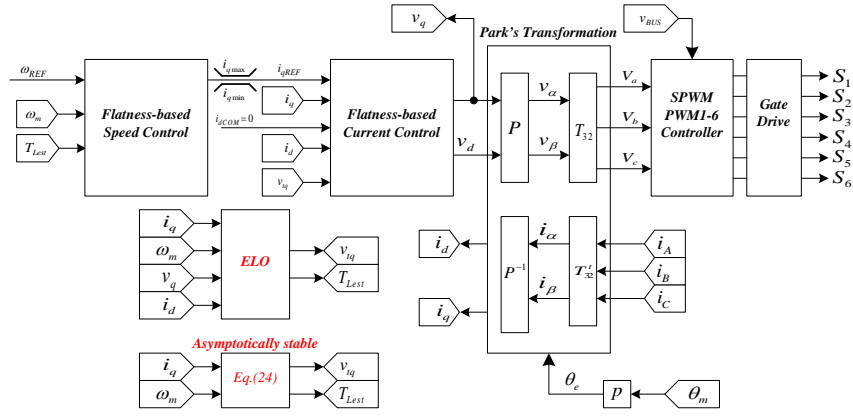 v_q
Park's Transformation
v_BUS
ω_REF
i_qmax
i_qmin
i_qREF
ω_m
T_Lest
Flatness-based
Speed Control
i_q
i_dCOM=0
i_d
v_tq
Flatness-based
Current Control
v_d
P
v_α
v_β
T_32
V_a
V_b
V_c
SPWM
PWM1-6
Controller
Gate
Drive
S_1
S_2
S_3
S_4
S_5
S_6
i_q
ω_m
v_q
i_d
ELO
v_tq
T_Lest
i_d
i_q
P^-1
i_α
i_β
T_32^t
i_A
i_B
i_C
Asymptotically stable
i_q
ω_m
Eq.(24)
v_tq
T_Lest
θ_e
p
θ_m